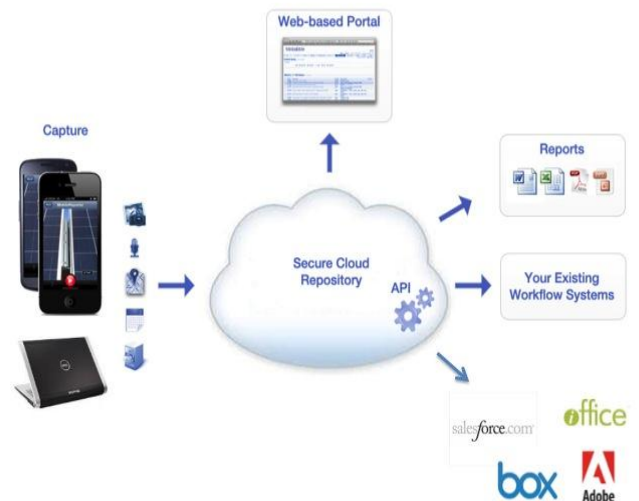 Web-based Portal
Capture
Reports
Secure Cloud
Repository
API
Your Existing
Workflow Systems
salesforce.com
office
box
Adobe